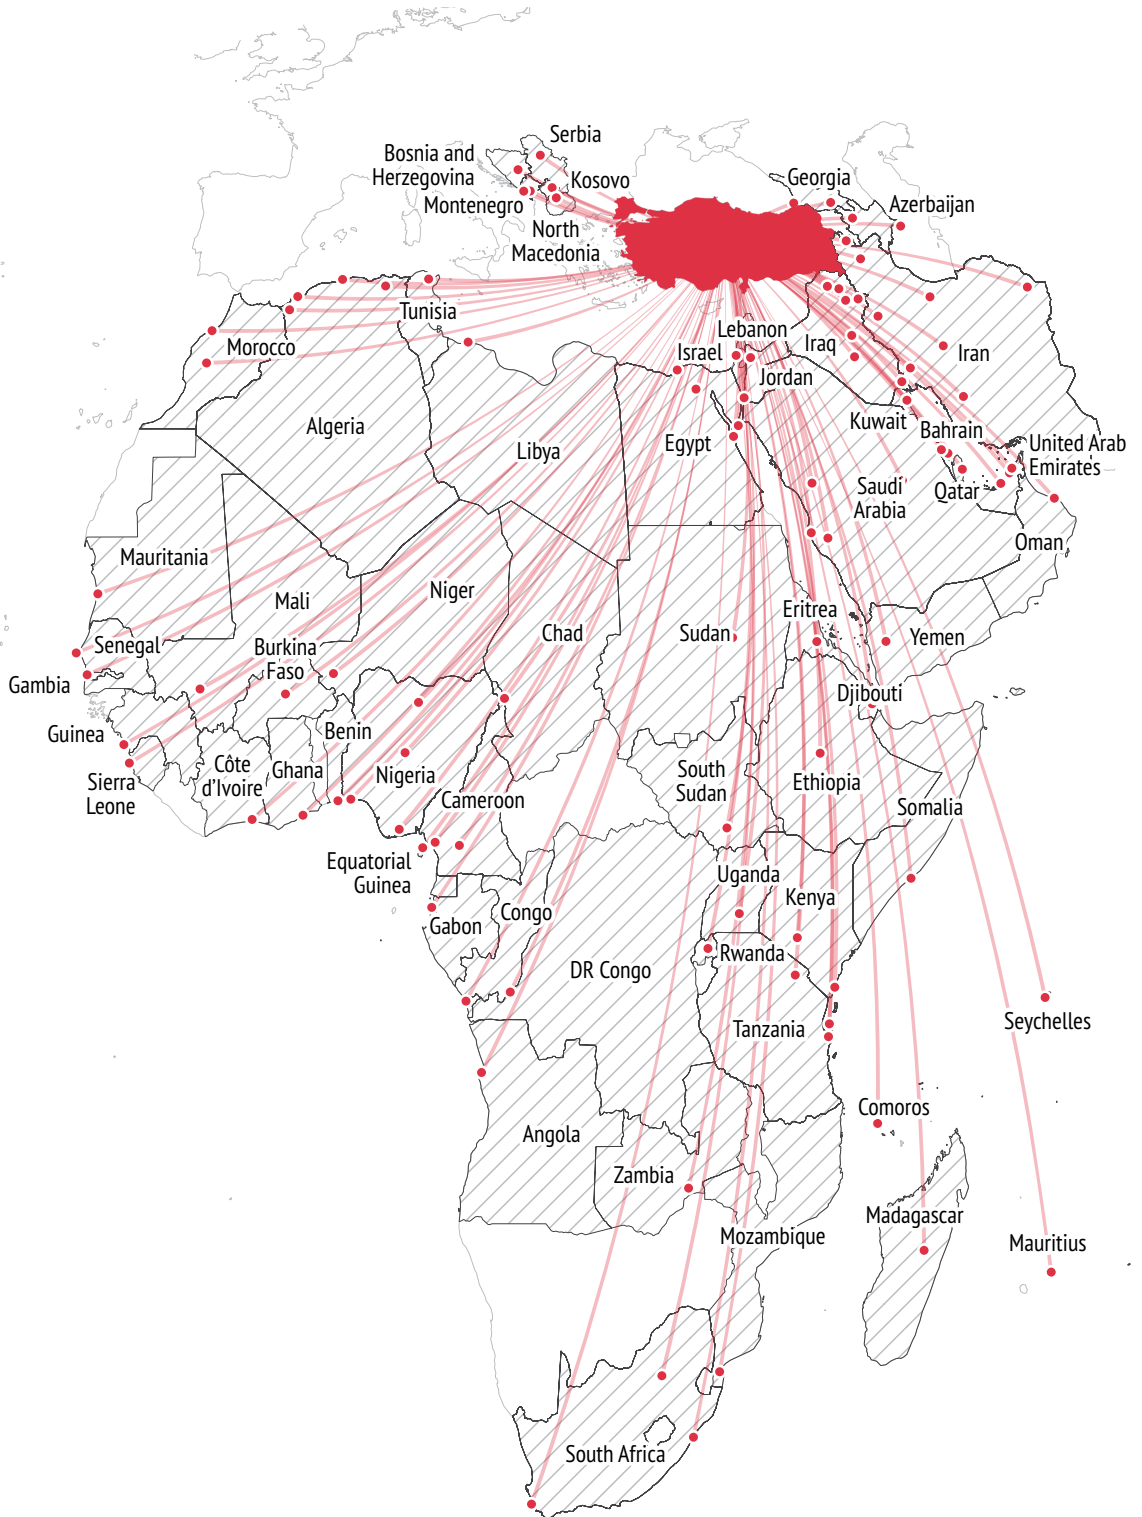 Serbia
Bosnia and
Herzegovina
Kosovo
Montenegro
North
Macedonia
Georgia
Azerbaijan
Tunisia
Morocco
Lebanon
Israel
Iraq
Iran
Jordan
Algeria
Libya
Egypt
Kuwait
Bahrain
United Arab
Emirates
Saudi
Arabia
Qatar
Oman
Mauritania
Mali
Niger
Chad
Sudan
Eritrea
Yemen
Senegal
Gambia
Burkina
Faso
Djibouti
Guinea
Benin
Sierra
Leone
Côte
d’Ivoire
Ghana
Nigeria
Cameroon
South
Sudan
Ethiopia
Somalia
Equatorial
Guinea
Uganda
Kenya
Gabon
Congo
DR Congo
Rwanda
Tanzania
Seychelles
Comoros
Angola
Zambia
Mozambique
Madagascar
Mauritius
South Africa